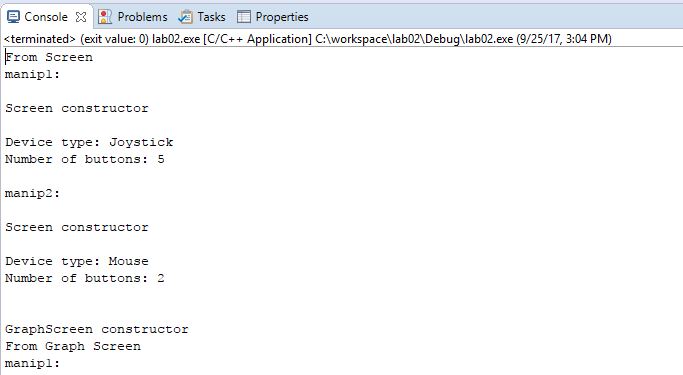 Console Problems Tasks Properties
<terminated> (exit value: 0) lab02.exe [C/C++ Application] C:\workspace\lab02\Debug\lab02.exe (9/25/17, 3:04 PM)
From Screen
manip1:
Screen constructor
Device type: Joystick
Number of buttons: 5
manip2:
Screen constructor
Device type: Mouse
Number of buttons: 2
GraphScreen constructor
From Graph Screen
manip1: